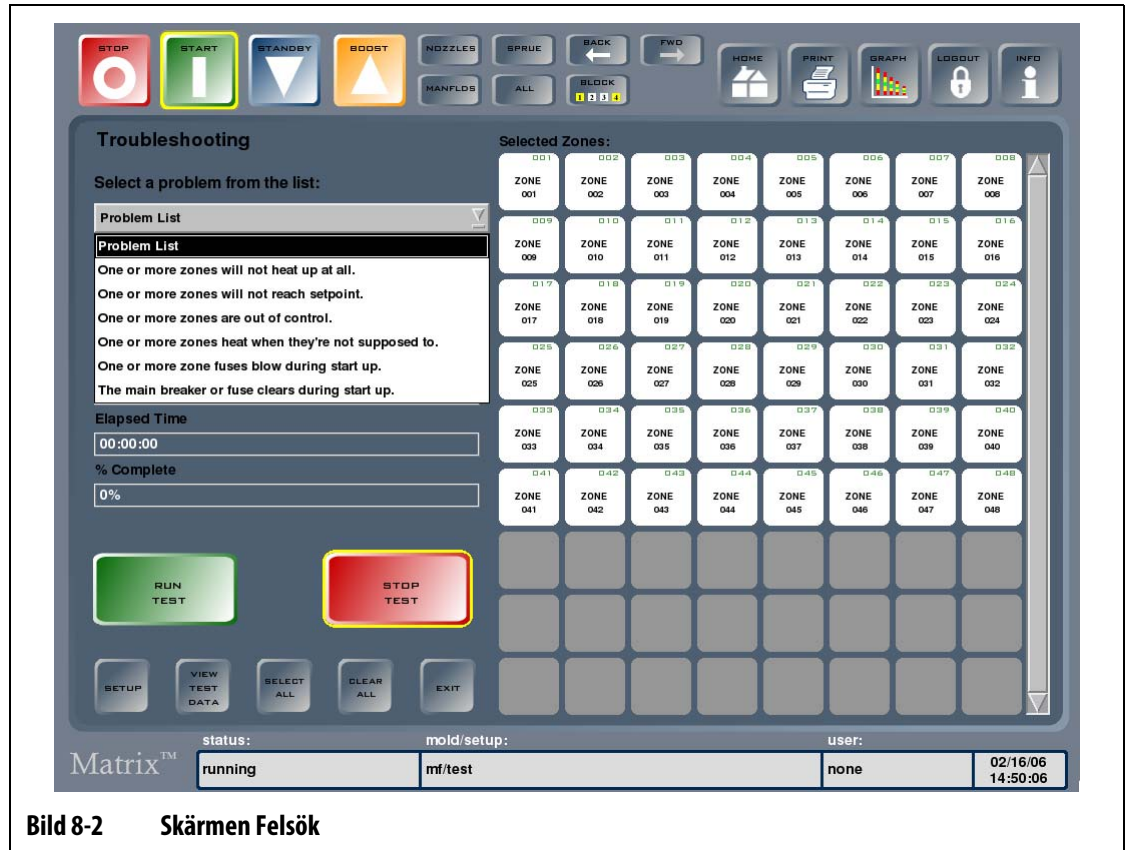 STOP START STANDBY BOOST NOZZLES SPRUE BACK FWD
MANFLDS ALL BLOCK
1 2 3 4
HOME PRINT GRAPH LOGOUT INFO
Troubleshooting
Select a problem from the list:
Problem List
Problem List
One or more zones will not heat up at all.
One or more zones will not reach setpoint.
One or more zones are out of control.
One or more zones heat when they're not supposed to.
One or more zone fuses blow during start up.
The main breaker or fuse clears during start up.
Elapsed Time
00:00:00
% Complete
0%
RUN
TEST
STOP
TEST
SETUP
VIEW
TEST
DATA
SELECT
ALL
CLEAR
ALL
EXIT
Selected Zones:
001 002 003 004 005 006 007 008
ZONE ZONE ZONE ZONE ZONE ZONE ZONE ZONE
001 002 003 004 005 006 007 008
009 010 011 012 013 014 015 016
ZONE ZONE ZONE ZONE ZONE ZONE ZONE ZONE
009 010 011 012 013 014 015 016
017 018 019 020 021 022 023 024
ZONE ZONE ZONE ZONE ZONE ZONE ZONE ZONE
017 018 019 020 021 022 023 024
025 026 027 028 029 030 031 032
ZONE ZONE ZONE ZONE ZONE ZONE ZONE ZONE
025 026 027 028 029 030 031 032
033 034 035 036 037 038 039 040
ZONE ZONE ZONE ZONE ZONE ZONE ZONE ZONE
033 034 035 036 037 038 039 040
041 042 043 044 045 046 047 048
ZONE ZONE ZONE ZONE ZONE ZONE ZONE ZONE
041 042 043 044 045 046 047 048
Matrix™
status: mold/setup: user:
running mf/test none
02/16/06
14:50:06
Bild 8-2 Skärmen Felsök